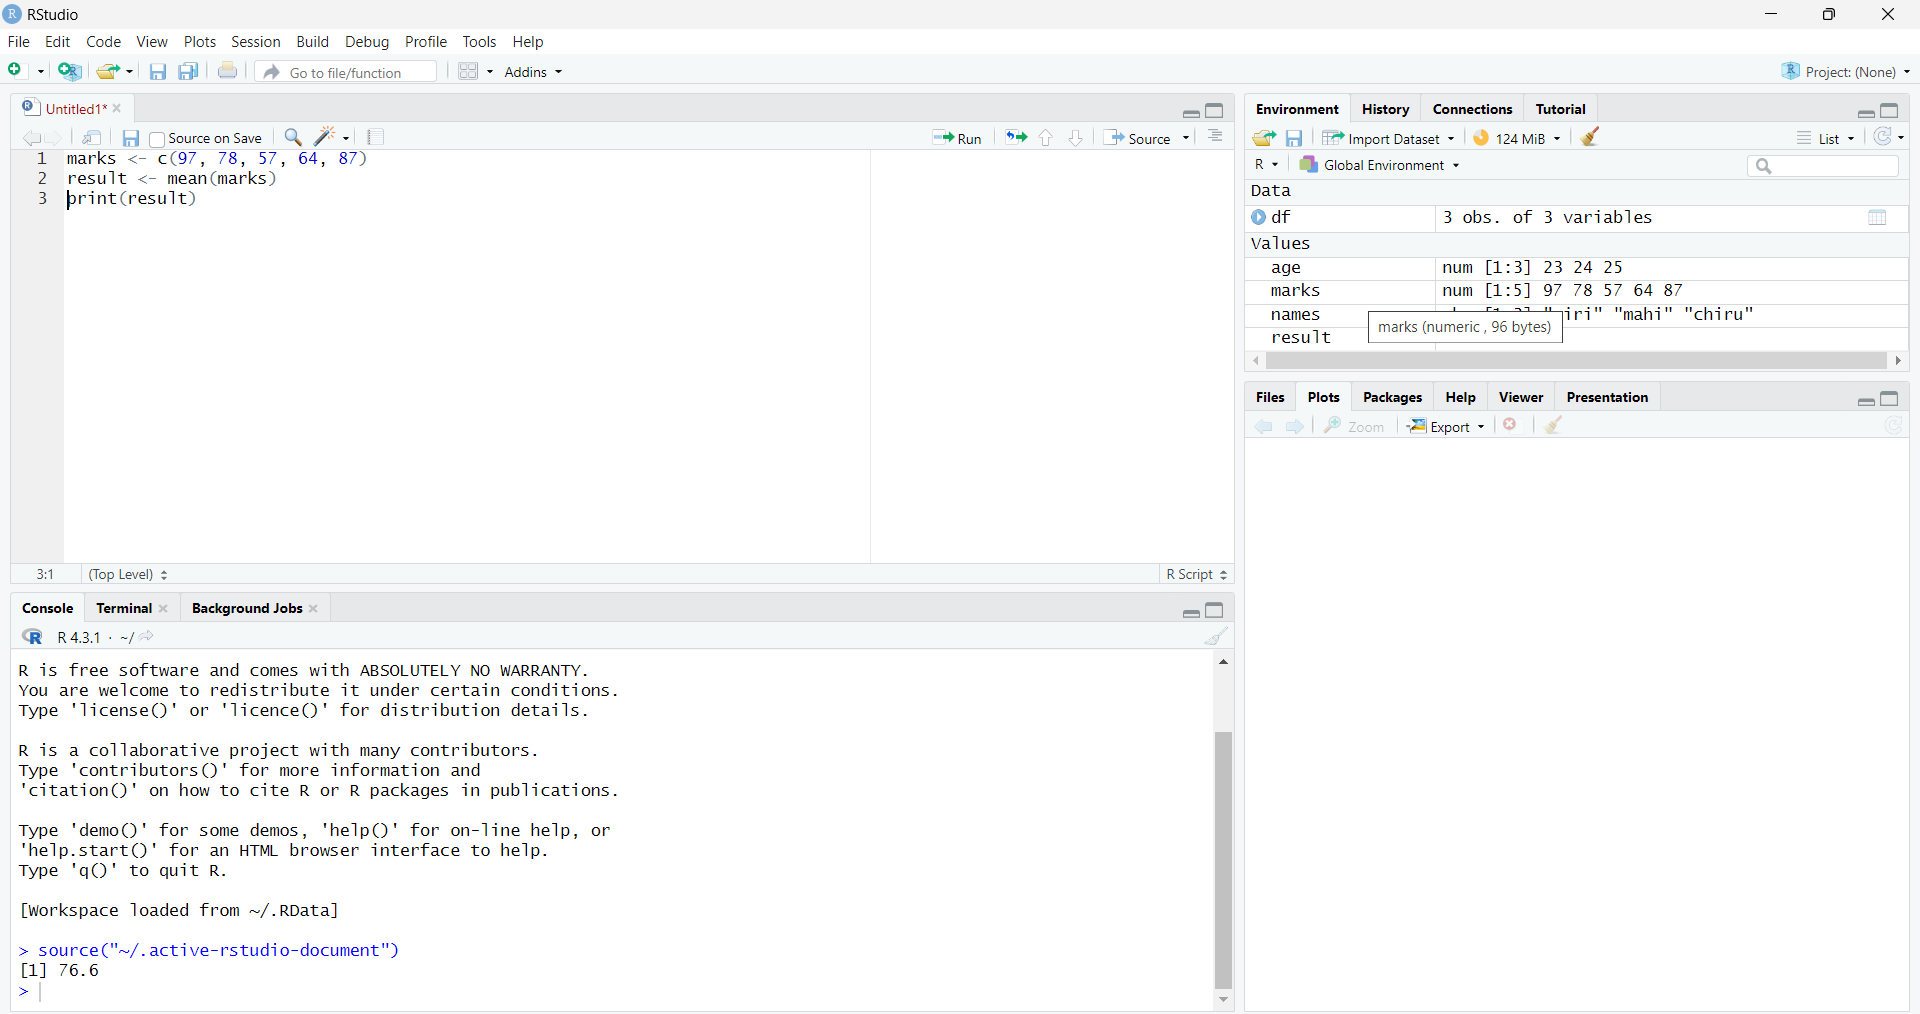 RStudio
File Edit Code View Plots Session Build Debug Profile Tools Help
Go to file/function Addins Project: (None)
Untitled1*
Source on Save Run Source
1 marks <- c(97, 78, 57, 64, 87)
2 result <- mean(marks)
3 print(result)
3:1 (Top Level) R Script
Console Terminal Background Jobs
R 4.3.1 · ~/
R is free software and comes with ABSOLUTELY NO WARRANTY.
You are welcome to redistribute it under certain conditions.
Type 'license()' or 'licence()' for distribution details.
R is a collaborative project with many contributors.
Type 'contributors()' for more information and
'citation()' on how to cite R or R packages in publications.
Type 'demo()' for some demos, 'help()' for on-line help, or
'help.start()' for an HTML browser interface to help.
Type 'q()' to quit R.
[Workspace loaded from ~/.RData]
> source("~/.active-rstudio-document")
[1] 76.6
>
Environment History Connections Tutorial
Import Dataset 124 MiB List
R Global Environment
Data
df 3 obs. of 3 variables
Values
age num [1:3] 23 24 25
marks num [1:5] 97 78 57 64 87
names "mahi" "chiru"
marks (numeric, 96 bytes)
result
Files Plots Packages Help Viewer Presentation
Zoom Export